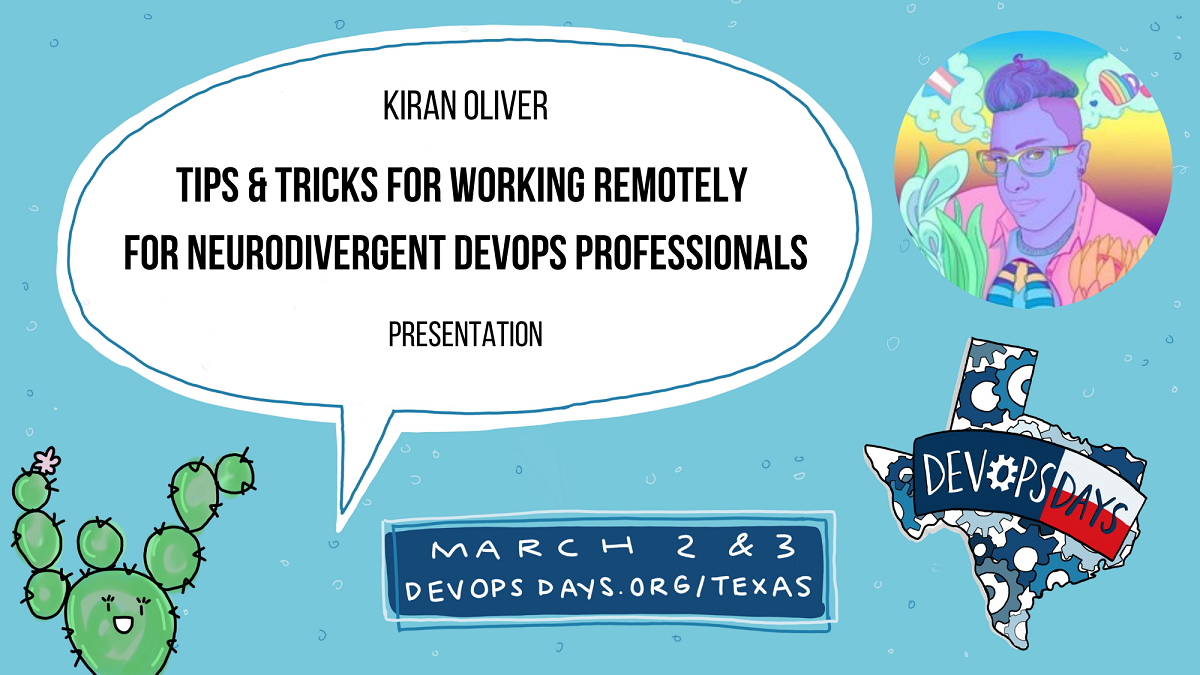 KIRAN OLIVER
TIPS & TRICKS FOR WORKING REMOTELY
FOR NEURODIVERGENT DEVOPS PROFESSIONALS
PRESENTATION
DEVOPS DAYS
MARCH 2 & 3
DEVOPSDAYS.ORG/TEXAS